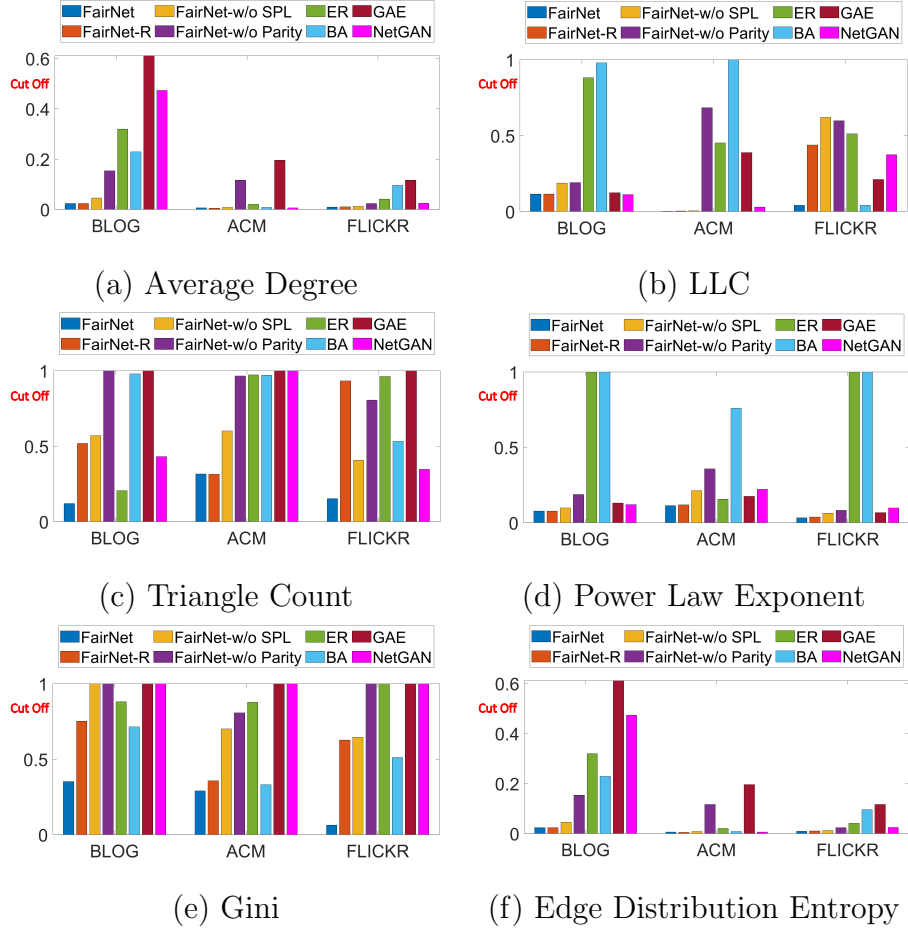 FairNet FairNet-w/o SPL ER GAE
FairNet-R FairNet-w/o Parity BA NetGAN
0.6
Cut Off
0.4
0.2
0
BLOG ACM FLICKR
(a) Average Degree
FairNet FairNet-w/o SPL ER GAE
FairNet-R FairNet-w/o Parity BA NetGAN
1
Cut Off
0.5
0
BLOG ACM FLICKR
(b) LLC
FairNet FairNet-w/o SPL ER GAE
FairNet-R FairNet-w/o Parity BA NetGAN
1
Cut Off
0.5
0
BLOG ACM FLICKR
(c) Triangle Count
FairNet FairNet-w/o SPL ER GAE
FairNet-R FairNet-w/o Parity BA NetGAN
1
Cut Off
0.5
0
BLOG ACM FLICKR
(d) Power Law Exponent
FairNet FairNet-w/o SPL ER GAE
FairNet-R FairNet-w/o Parity BA NetGAN
1
Cut Off
0.5
0
BLOG ACM FLICKR
(e) Gini
FairNet FairNet-w/o SPL ER GAE
FairNet-R FairNet-w/o Parity BA NetGAN
0.6
Cut Off
0.4
0.2
0
BLOG ACM FLICKR
(f) Edge Distribution Entropy